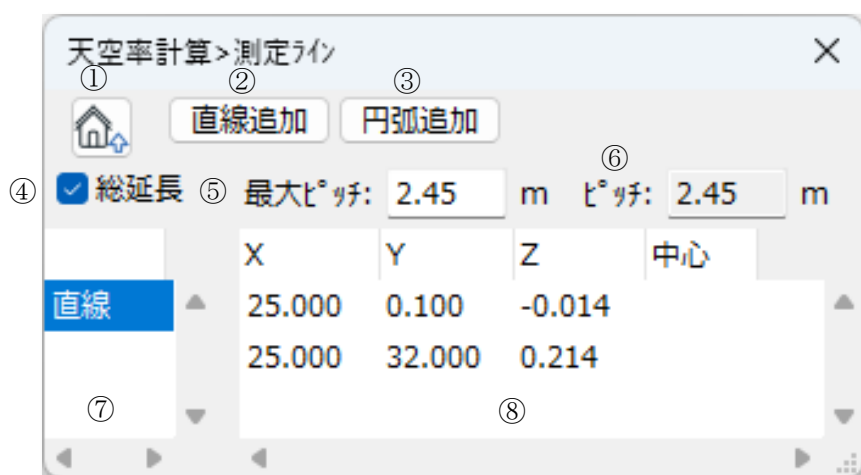 天空率計算>測定ﾗｲﾝ
① ② ③
直線追加 円弧追加
④ 総延長 ⑤ 最大ﾋﾟｯﾁ: 2.45 m ⑥ ﾋﾟｯﾁ: 2.45 m
X Y Z 中心
直線 25.000 0.100 -0.014
25.000 32.000 0.214
⑦ ⑧